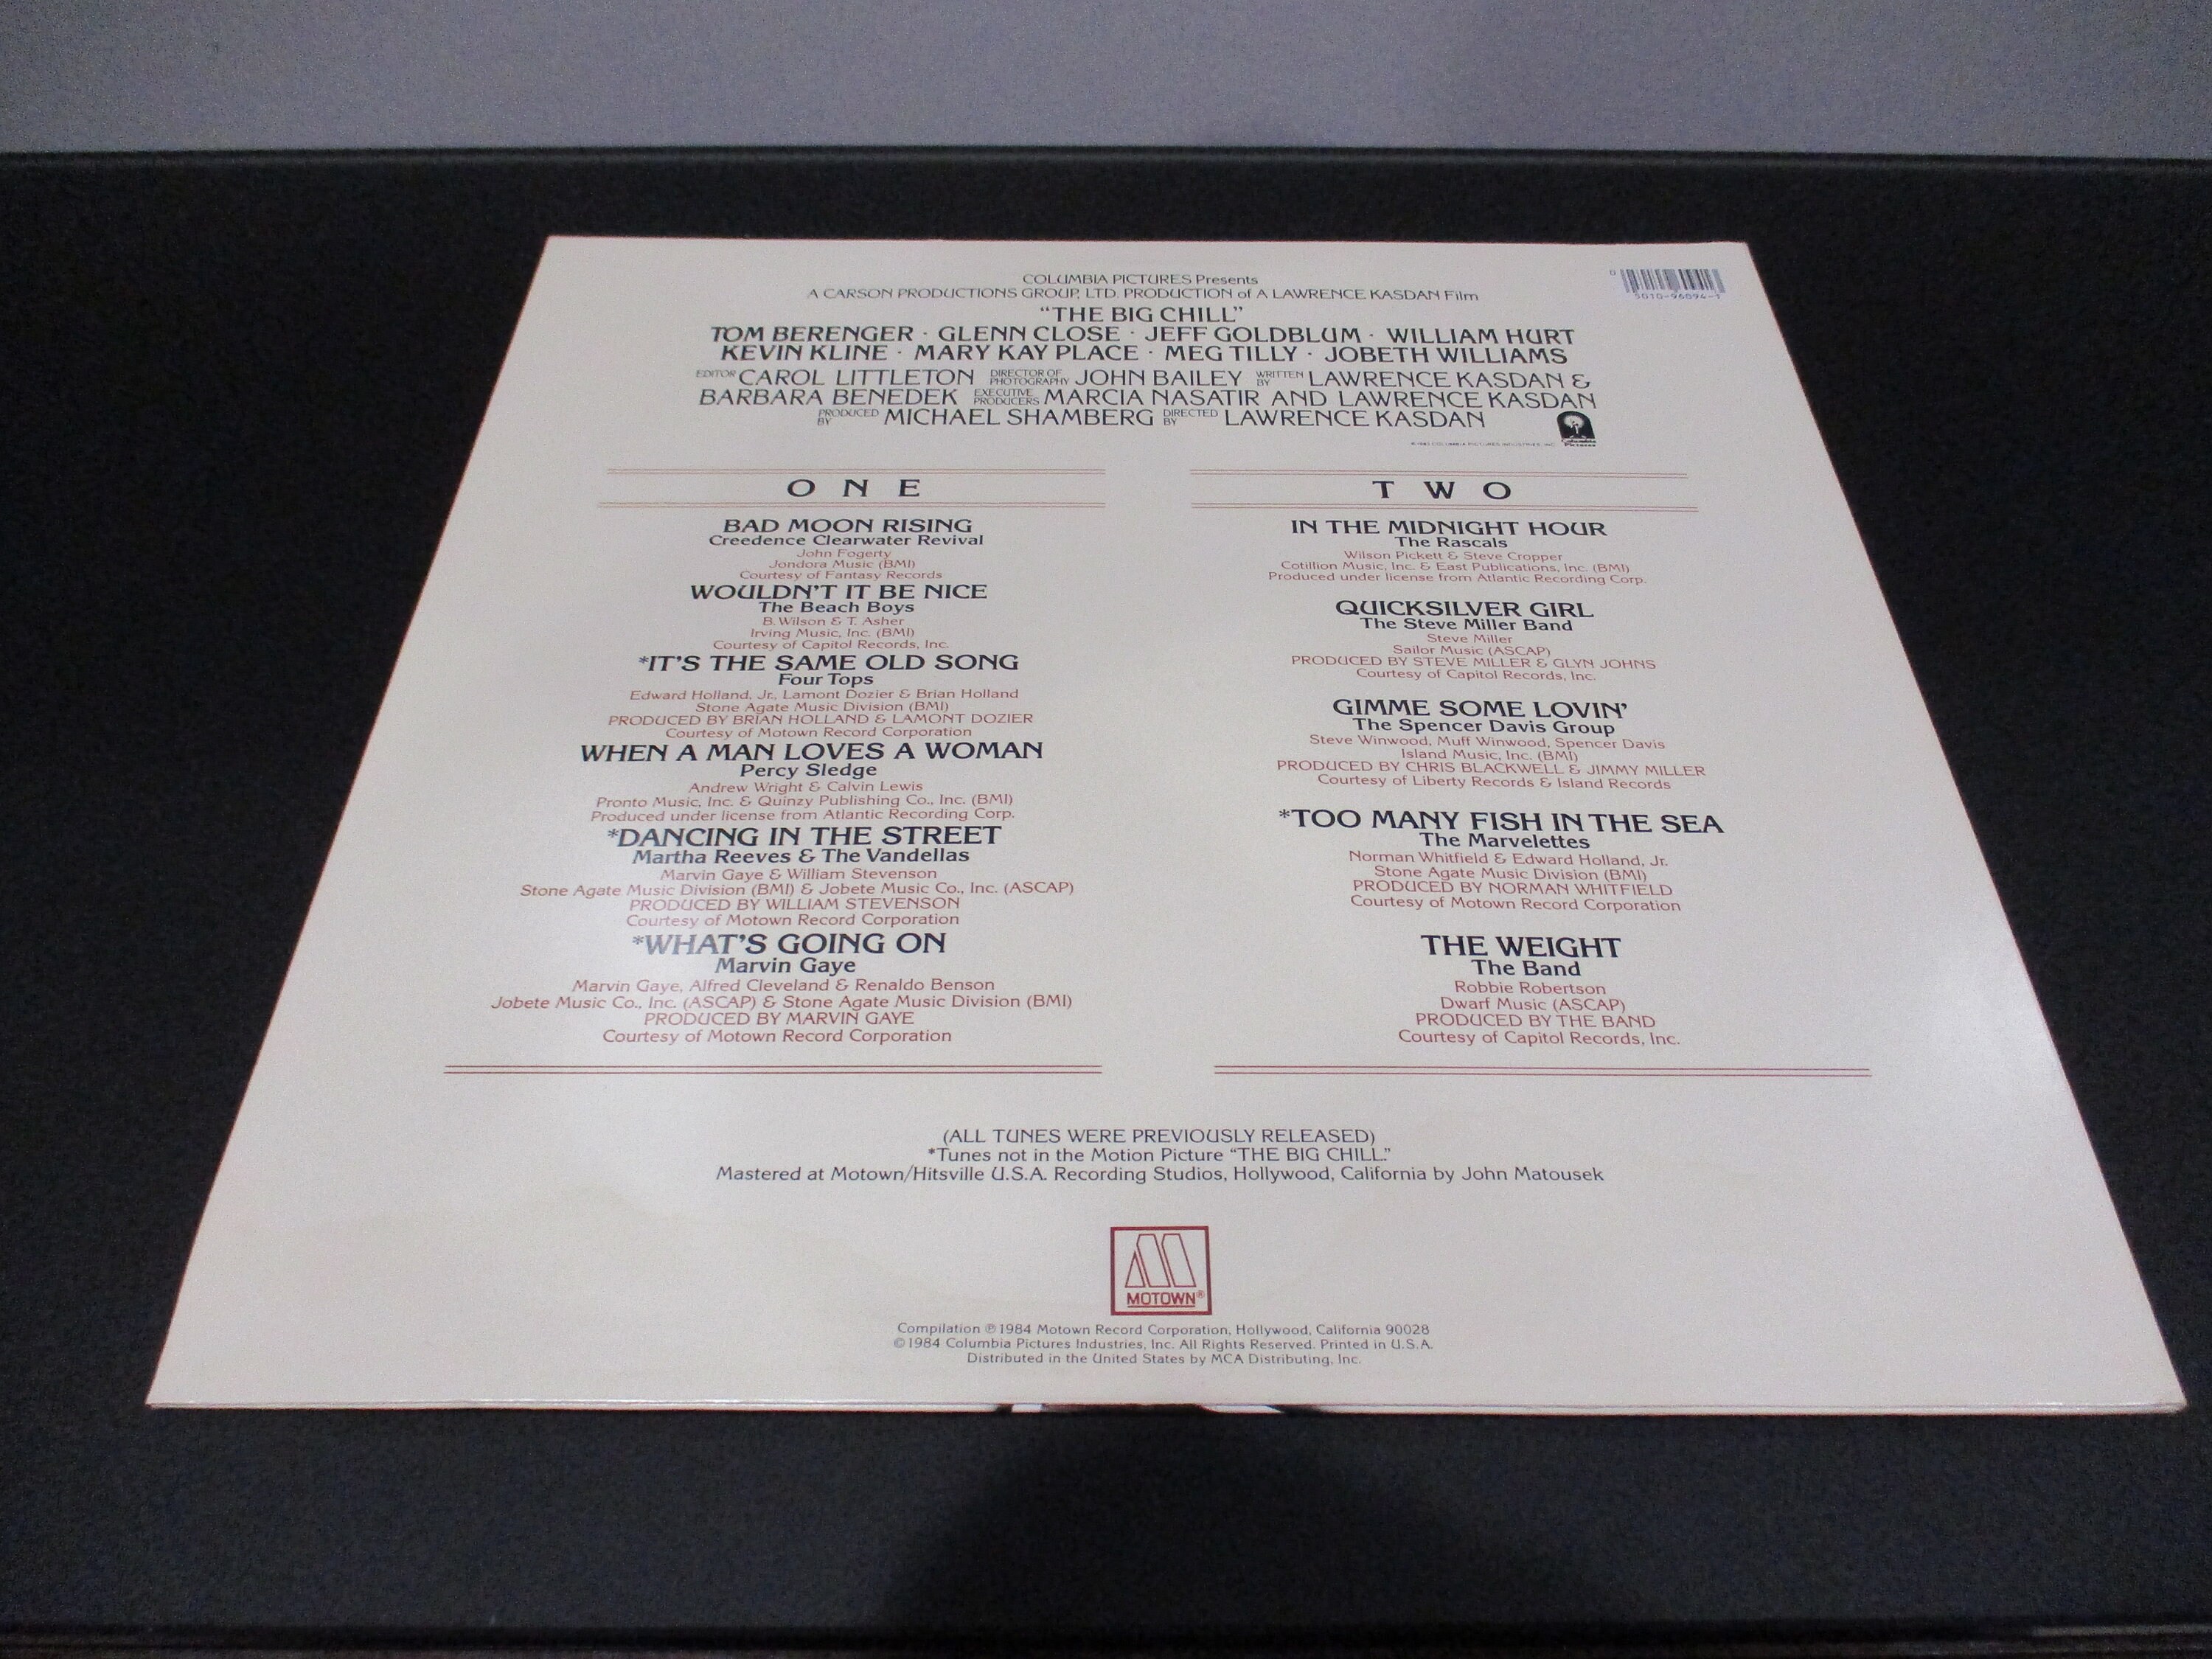 COLUMBIA PICTURES Presents
A CARSON PRODUCTIONS GROUP, LTD. PRODUCTION of A LAWRENCE KASDAN Film
“THE BIG CHILL”
TOM BERENGER · GLENN CLOSE · JEFF GOLDBLUM · WILLIAM HURT
KEVIN KLINE · MARY KAY PLACE · MEG TILLY · JOBETH WILLIAMS
EDITOR CAROL LITTLETON DIRECTOR OF PHOTOGRAPHY JOHN BAILEY WRITTEN BY LAWRENCE KASDAN &
BARBARA BENEDEK EXECUTIVE PRODUCERS MARCIA NASATIR AND LAWRENCE KASDAN
PRODUCED BY MICHAEL SHAMBERG DIRECTED BY LAWRENCE KASDAN
Columbia
Pictures
ONE
BAD MOON RISING
Creedence Clearwater Revival
John Fogerty
Jondora Music (BMI)
Courtesy of Fantasy Records
WOULDN'T IT BE NICE
The Beach Boys
B. Wilson & T. Asher
Irving Music, Inc. (BMI)
Courtesy of Capitol Records, Inc.
*IT'S THE SAME OLD SONG
Four Tops
Edward Holland, Jr., Lamont Dozier & Brian Holland
Stone Agate Music Division (BMI)
PRODUCED BY BRIAN HOLLAND & LAMONT DOZIER
Courtesy of Motown Record Corporation
WHEN A MAN LOVES A WOMAN
Percy Sledge
Andrew Wright & Calvin Lewis
Pronto Music, Inc. & Quinzy Publishing Co., Inc. (BMI)
Produced under license from Atlantic Recording Corp.
*DANCING IN THE STREET
Martha Reeves & The Vandellas
Marvin Gaye & William Stevenson
Stone Agate Music Division (BMI) & Jobete Music Co., Inc. (ASCAP)
PRODUCED BY WILLIAM STEVENSON
Courtesy of Motown Record Corporation
*WHAT'S GOING ON
Marvin Gaye
Marvin Gaye, Alfred Cleveland & Renaldo Benson
Jobete Music Co., Inc. (ASCAP) & Stone Agate Music Division (BMI)
PRODUCED BY MARVIN GAYE
Courtesy of Motown Record Corporation
TWO
IN THE MIDNIGHT HOUR
The Rascals
Wilson Pickett & Steve Cropper
Cotillion Music, Inc. & East Publications, Inc. (BMI)
Produced under license from Atlantic Recording Corp.
QUICKSILVER GIRL
The Steve Miller Band
Steve Miller
Sailor Music (ASCAP)
PRODUCED BY STEVE MILLER & GLYN JOHNS
Courtesy of Capitol Records, Inc.
GIMME SOME LOVIN'
The Spencer Davis Group
Steve Winwood, Muff Winwood, Spencer Davis
Island Music, Inc. (BMI)
PRODUCED BY CHRIS BLACKWELL & JIMMY MILLER
Courtesy of Liberty Records & Island Records
*TOO MANY FISH IN THE SEA
The Marvelettes
Norman Whitfield & Edward Holland, Jr.
Stone Agate Music Division (BMI)
PRODUCED BY NORMAN WHITFIELD
Courtesy of Motown Record Corporation
THE WEIGHT
The Band
Robbie Robertson
Dwarf Music (ASCAP)
PRODUCED BY THE BAND
Courtesy of Capitol Records, Inc.
(ALL TUNES WERE PREVIOUSLY RELEASED)
*Tunes not in the Motion Picture “THE BIG CHILL.”
Mastered at Motown/Hitsville U.S.A. Recording Studios, Hollywood, California by John Matousek
MOTOWN®
Compilation ℗ 1984 Motown Record Corporation, Hollywood, California 90028
© 1984 Columbia Pictures Industries, Inc. All Rights Reserved. Printed in U.S.A.
Distributed in the United States by MCA Distributing, Inc.